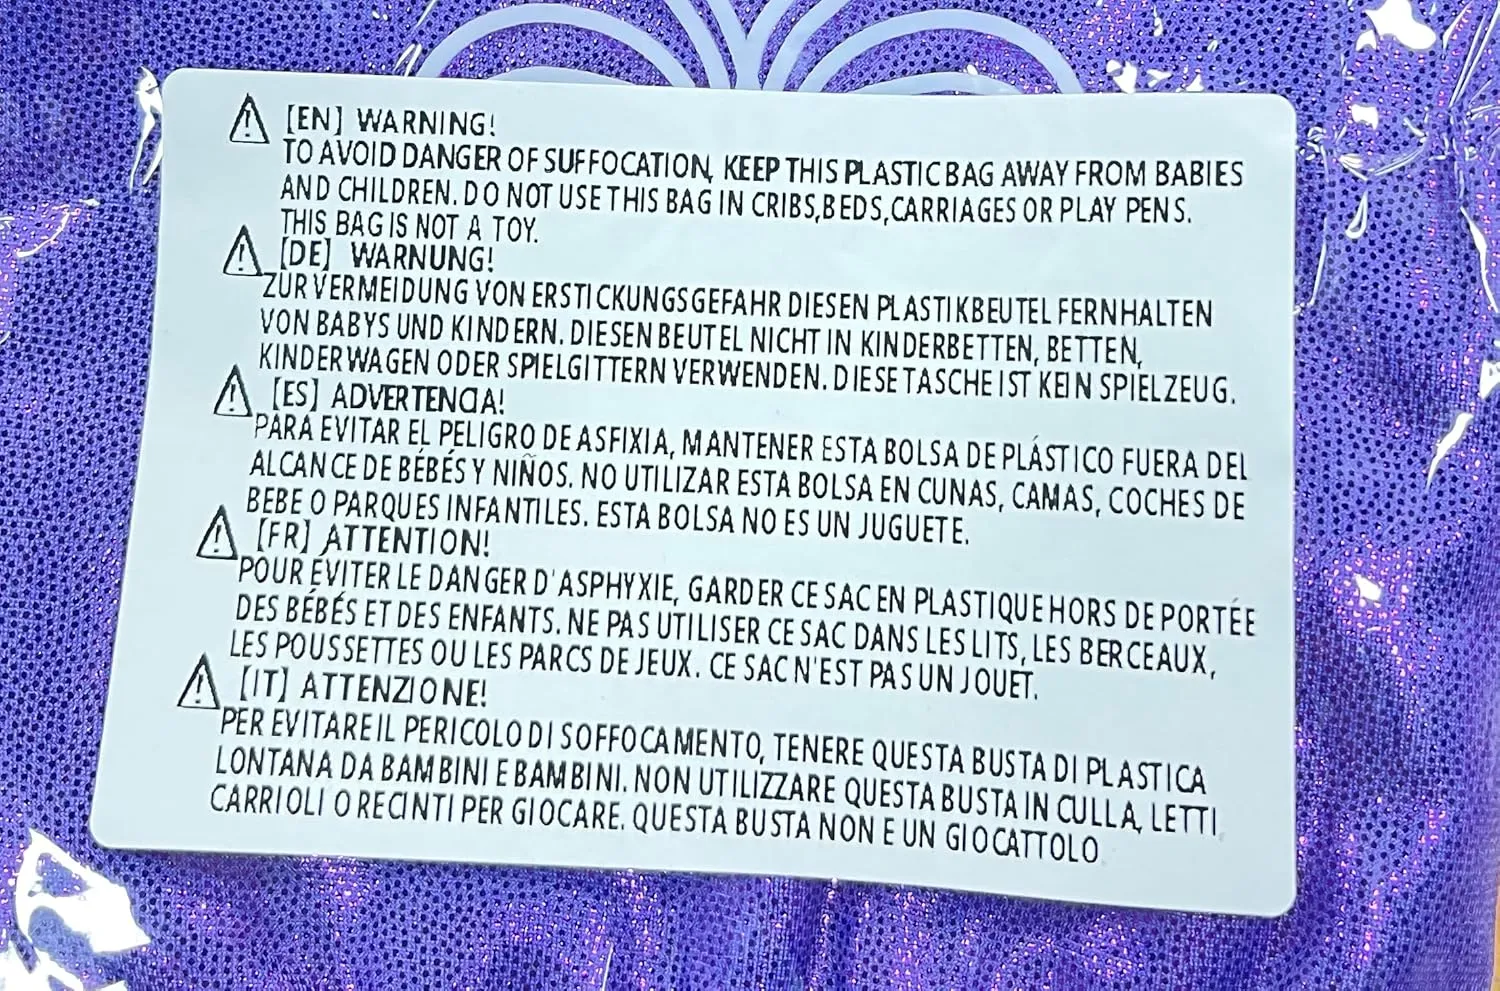 [EN] WARNING!
TO AVOID DANGER OF SUFFOCATION, KEEP THIS PLASTIC BAG AWAY FROM BABIES
AND CHILDREN. DO NOT USE THIS BAG IN CRIBS,BEDS,CARRIAGES OR PLAY PENS.
THIS BAG IS NOT A TOY.
[DE] WARNUNG!
ZUR VERMEIDUNG VON ERSTICKUNGSGEFAHR DIESEN PLASTIKBEUTEL FERNHALTEN
VON BABYS UND KINDERN. DIESEN BEUTEL NICHT IN KINDERBETTEN, BETTEN,
KINDERWAGEN ODER SPIELGITTERN VERWENDEN. DIESE TASCHE IST KEIN SPIELZEUG.
[ES] ADVERTENCIA!
PARA EVITAR EL PELIGRO DE ASFIXIA, MANTENER ESTA BOLSA DE PLÁSTICO FUERA DEL
ALCANCE DE BÉBÉS Y NIÑOS. NO UTILIZAR ESTA BOLSA EN CUNAS, CAMAS, COCHES DE
BEBE O PARQUES INFANTILES. ESTA BOLSA NO ES UN JUGUETE.
[FR] ATTENTION!
POUR ÉVITER LE DANGER D'ASPHYXIE, GARDER CE SAC EN PLASTIQUE HORS DE PORTÉE
DES BÉBÉS ET DES ENFANTS. NE PAS UTILISER CE SAC DANS LES LITS, LES BERCEAUX,
LES POUSSETTES OU LES PARCS DE JEUX. CE SAC N'EST PAS UN JOUET.
[IT] ATTENZIONE!
PER EVITARE IL PERICOLO DI SOFFOCAMENTO, TENERE QUESTA BUSTA DI PLASTICA
LONTANA DA BAMBINI E BAMBINI. NON UTILIZZARE QUESTA BUSTA IN CULLA, LETTI
CARRIOLI O RECINTI PER GIOCARE. QUESTA BUSTA NON E UN GIOCATTOLO